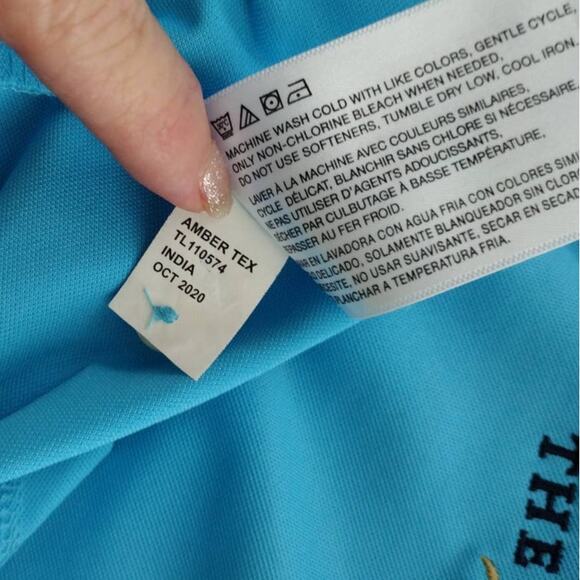 MACHINE WASH COLD WITH LIKE COLORS, GENTLE CYCLE,
ONLY NON-CHLORINE BLEACH WHEN NEEDED,
DO NOT USE SOFTENERS, TUMBLE DRY LOW, COOL IRON.
LAVER À LA MACHINE AVEC COULEURS SIMILAIRES,
CYCLE DÉLICAT, BLANCHIR SANS CHLORE SI NÉCESSAIRE.
NE PAS UTILISER D'AGENTS ADOUCISSANTS,
SÉCHER PAR CULBUTAGE À BASSE TEMPÉRATURE,
AU FER FROID.
EN LAVADORA CON AGUA FRIA CON COLORES
DELICADO, SOLAMENTE BLANQUEADOR SIN
NO USAR SUAVISANTE, SECAR EN
PLANCHAR A TEMPERATURA FRIA.
AMBER TEX
TL110574
INDIA
OCT 2020
THE